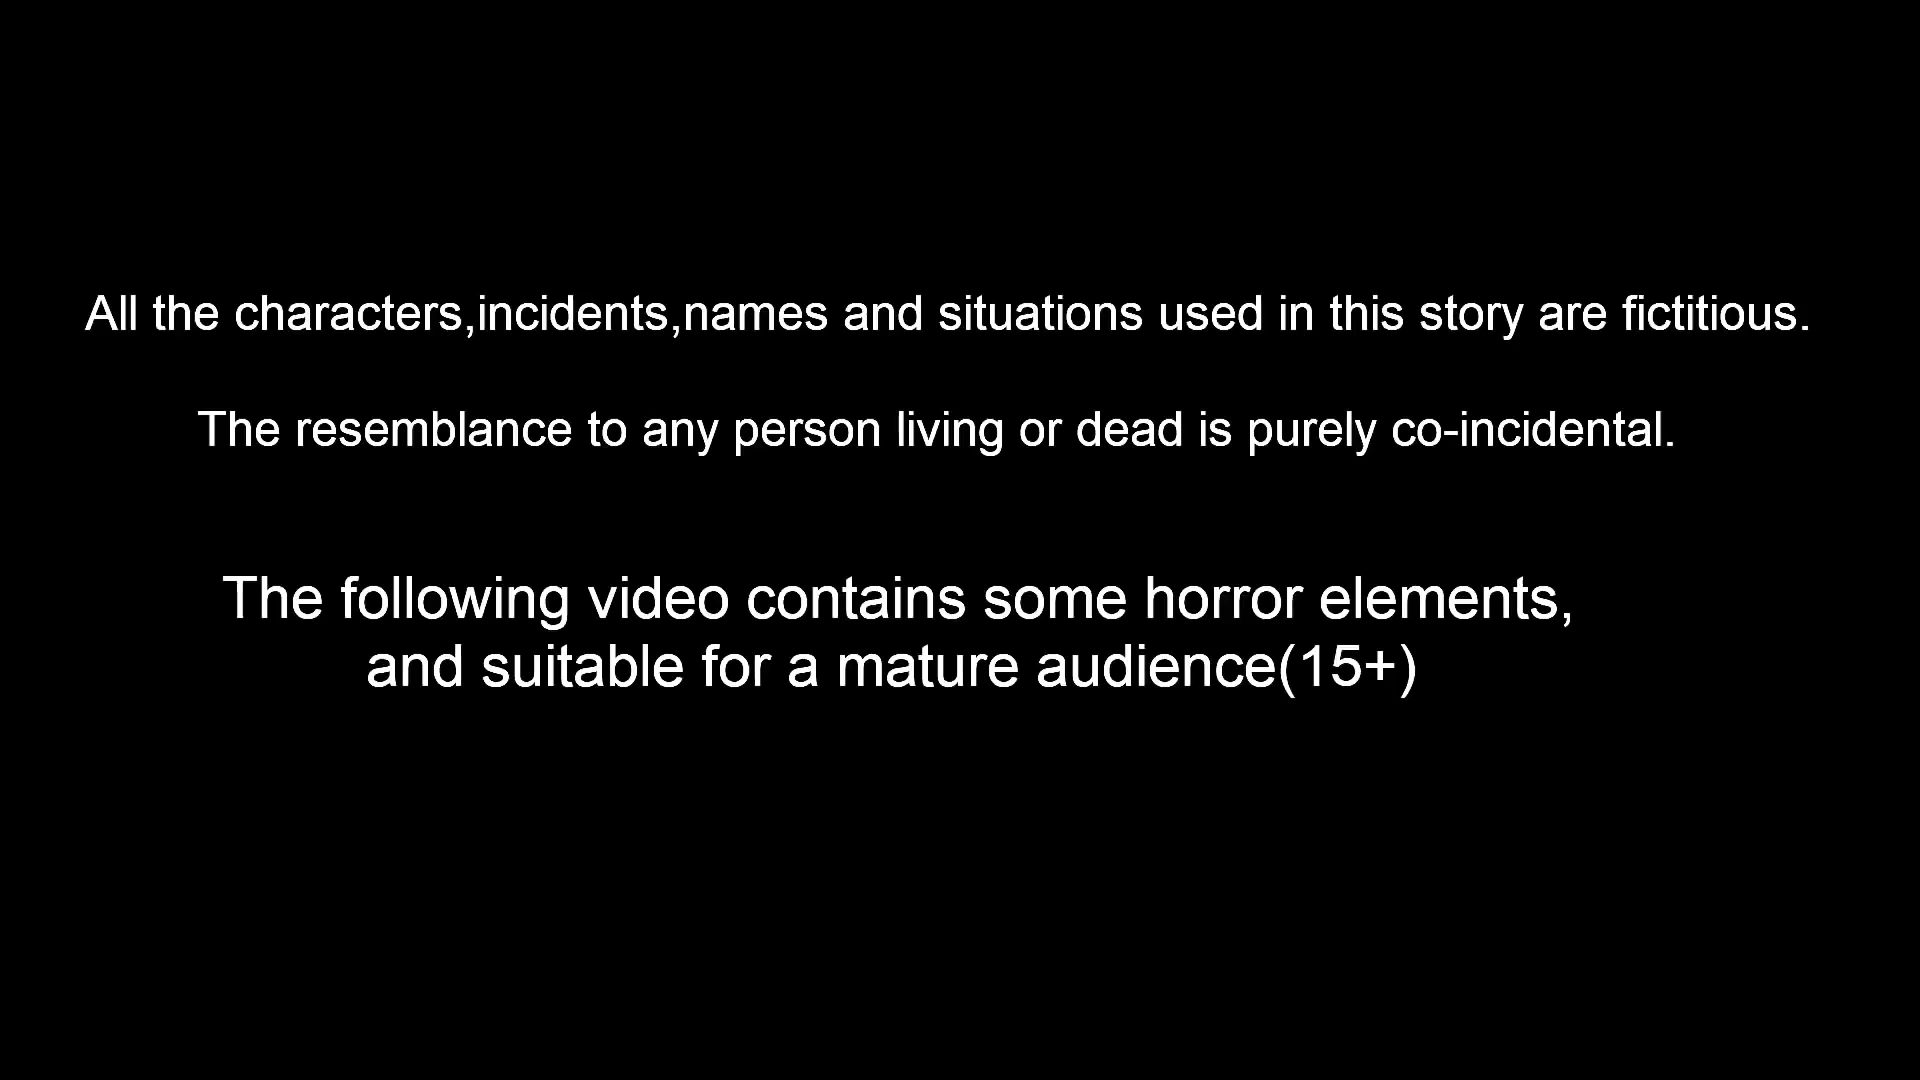 All the characters,incidents,names and situations used in this story are fictitious.
The resemblance to any person living or dead is purely co-incidental.
The following video contains some horror elements,
and suitable for a mature audience(15+)